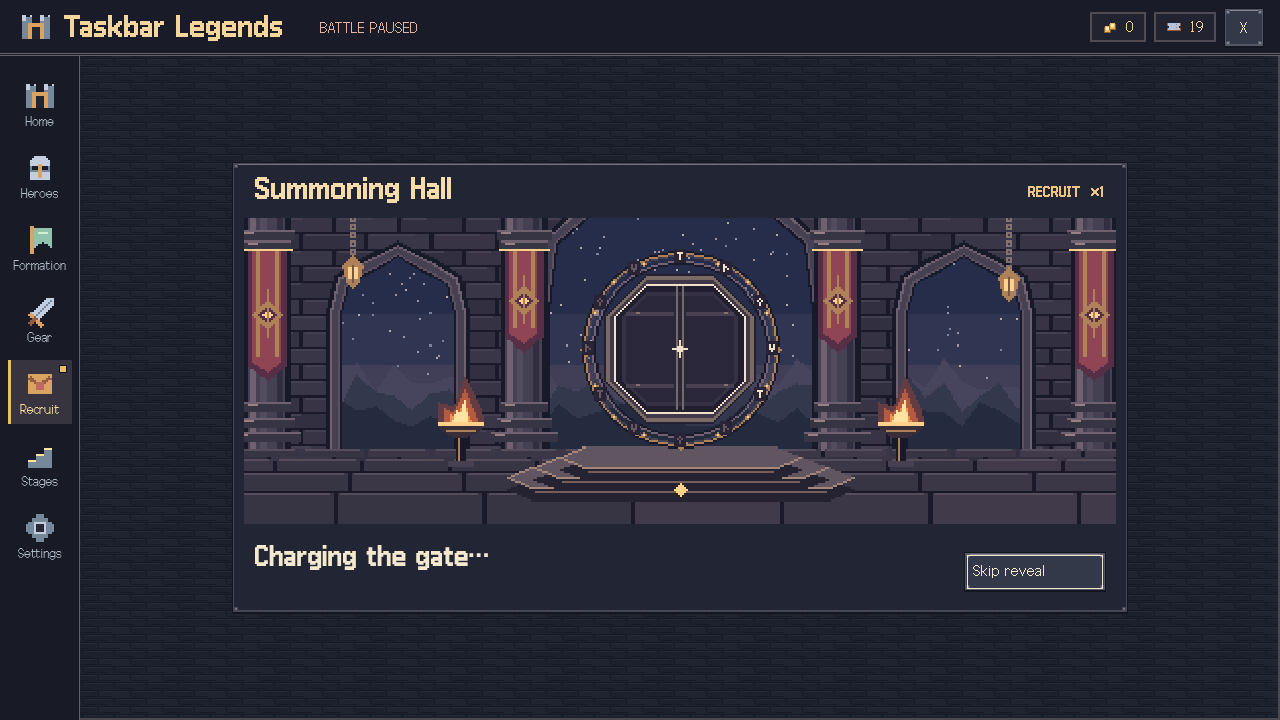 Taskbar Legends
BATTLE PAUSED
0
19
X
Home
Heroes
Formation
Gear
Recruit
Stages
Settings
Summoning Hall
RECRUIT ×1
Charging the gate···
Skip reveal